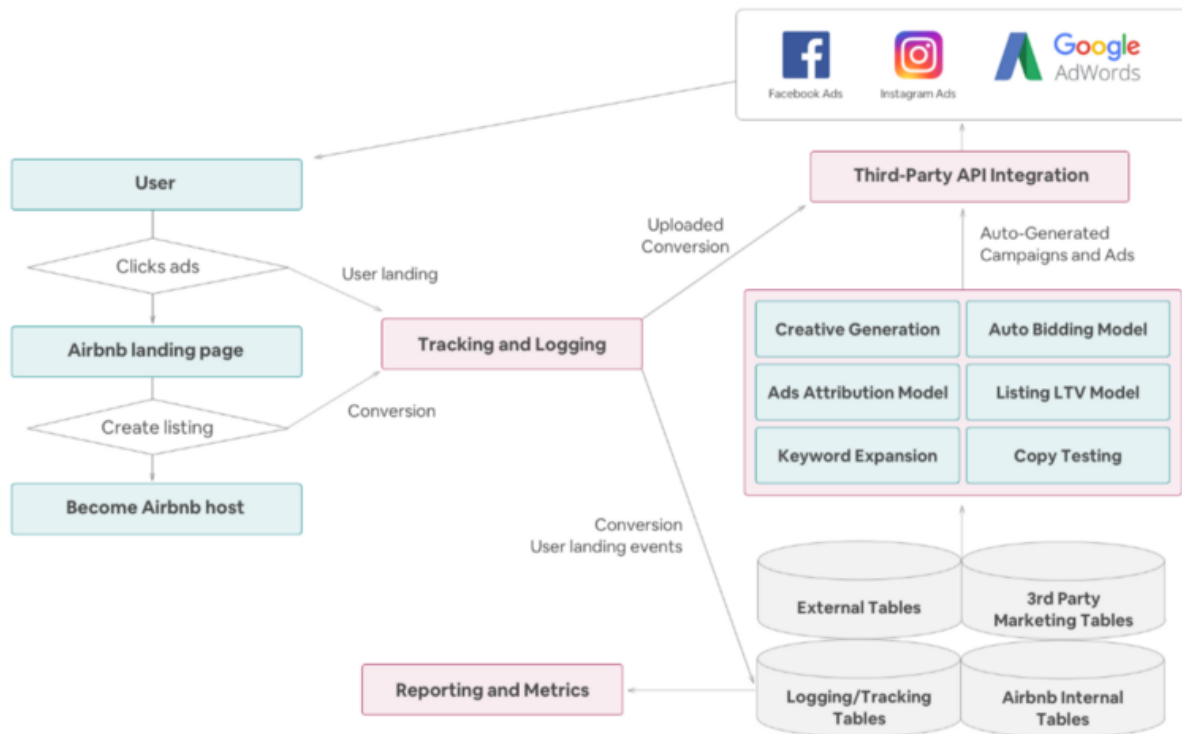 Google
AdWords
Facebook Ads
Instagram Ads
User
Third-Party API Integration
Uploaded
Conversion
Auto-Generated
Campaigns and Ads
Clicks ads
User landing
Airbnb landing page
Tracking and Logging
Creative Generation
Auto Bidding Model
Ads Attribution Model
Listing LTV Model
Conversion
Create listing
Keyword Expansion
Copy Testing
Become Airbnb host
Conversion
User landing events
External Tables
3rd Party
Marketing Tables
Reporting and Metrics
Logging/Tracking
Tables
Airbnb Internal
Tables